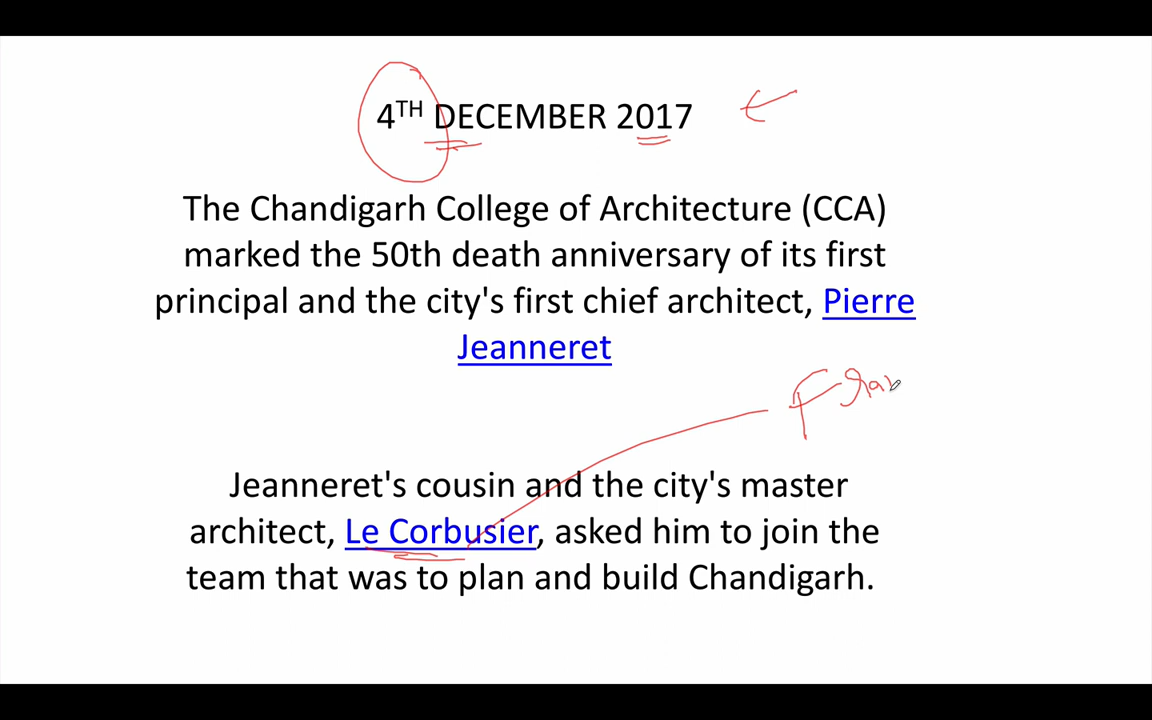 4TH DECEMBER 2017
The Chandigarh College of Architecture (CCA)
marked the 50th death anniversary of its first
principal and the city's first chief architect, Pierre
Jeanneret
Jeanneret's cousin and the city's master
architect, Le Corbusier, asked him to join the
team that was to plan and build Chandigarh.